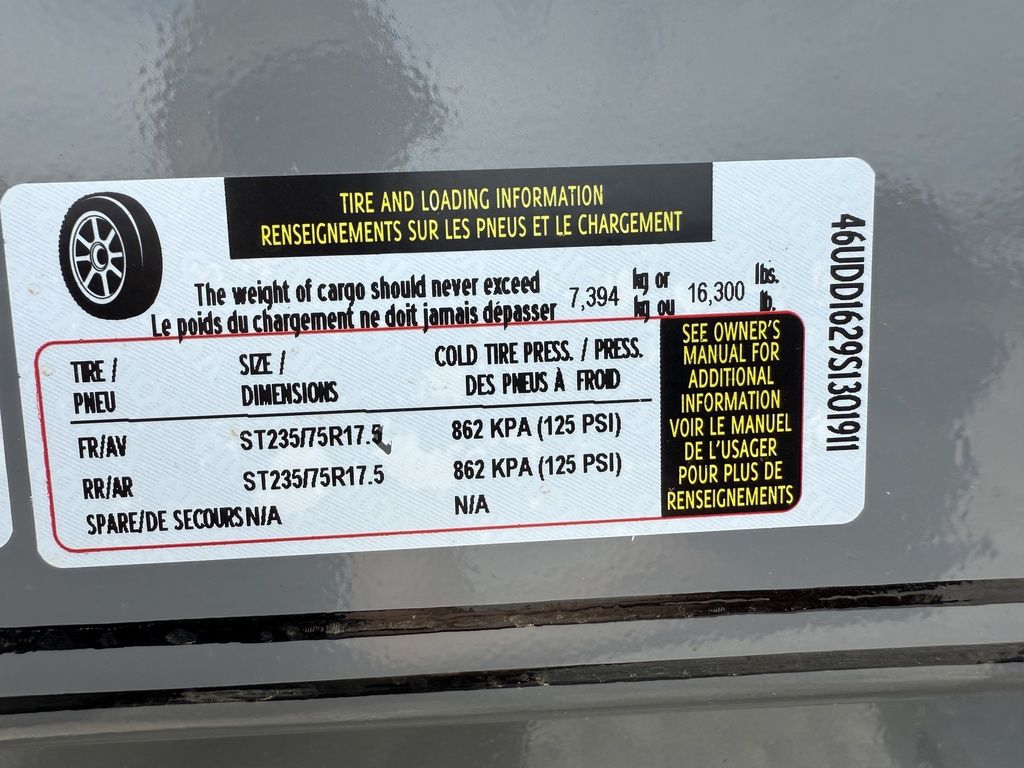 TIRE AND LOADING INFORMATION
RENSEIGNEMENTS SUR LES PNEUS ET LE CHARGEMENT
The weight of cargo should never exceed 7,394 kg or 16,300 lbs.
Le poids du chargement ne doit jamais dépasser kg ou lb.
TIRE / SIZE / COLD TIRE PRESS. / PRESS.
PNEU DIMENSIONS DES PNEUS À FROID
FR/AV ST235/75R17.5 862 KPA (125 PSI)
RR/AR ST235/75R17.5 862 KPA (125 PSI)
SPARE/DE SECOURS N/A N/A
SEE OWNER'S
MANUAL FOR
ADDITIONAL
INFORMATION
VOIR LE MANUEL
DE L'USAGER
POUR PLUS DE
RENSEIGNEMENTS
46UDD1629S1301911